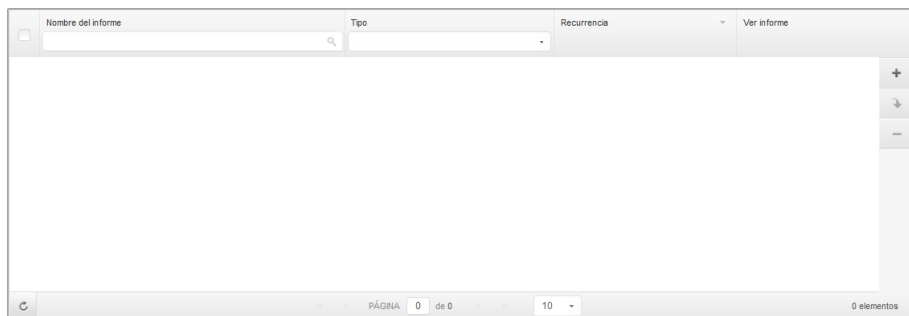 Nombre del informe
Tipo
Recurrencia
Ver informe
PÁGINA 0 de 0
10
0 elementos